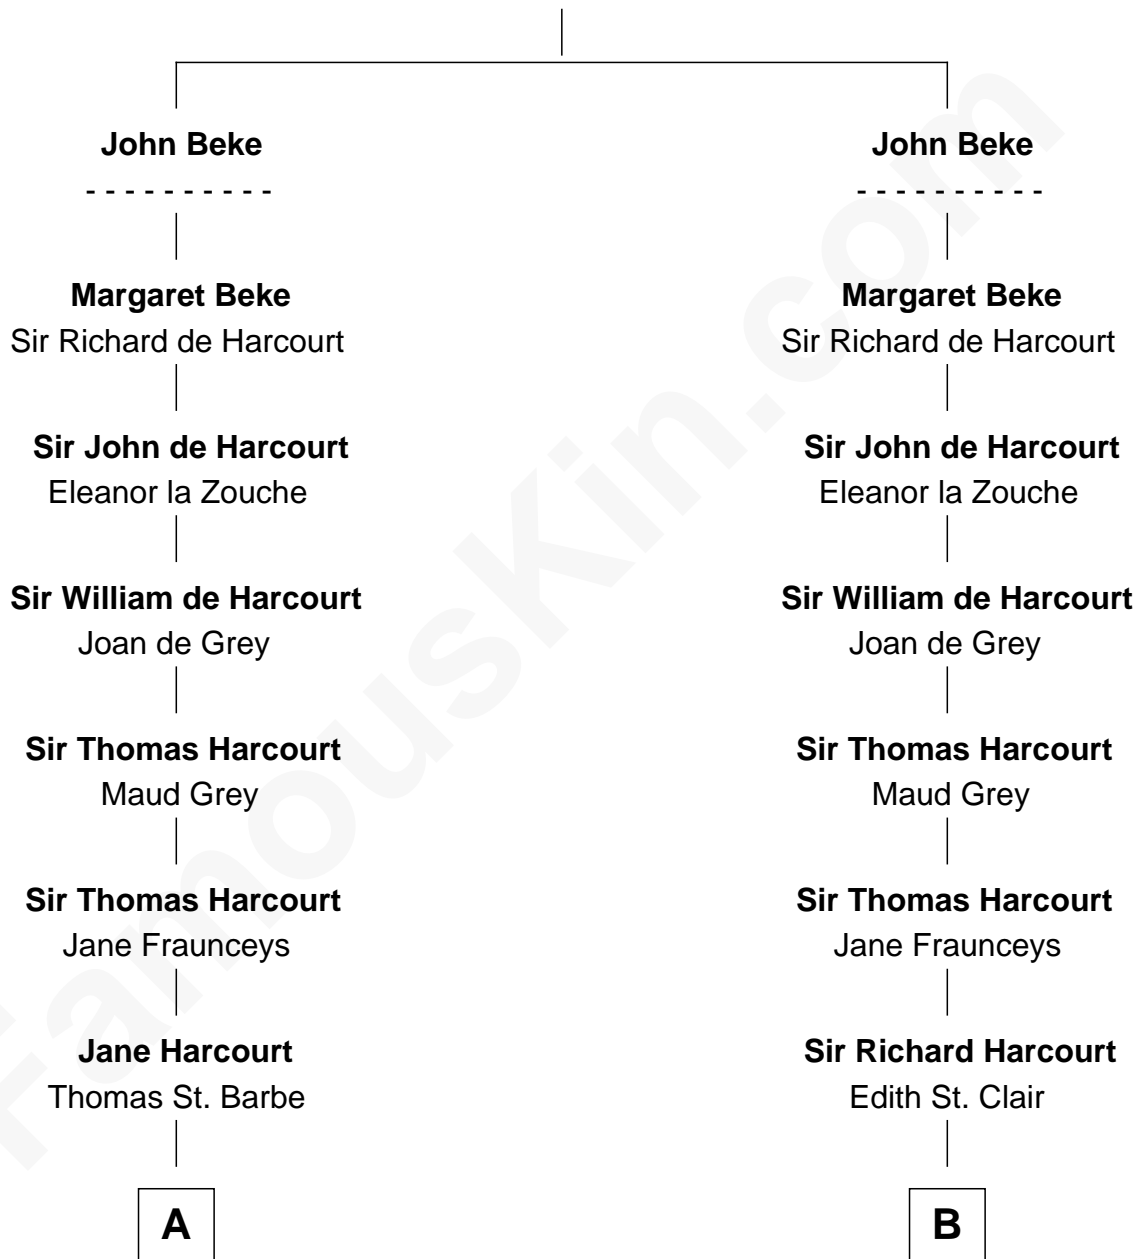 John Beke
- - - - - - - - - -
Margaret Beke
Sir Richard de Harcourt
Sir John de Harcourt
Eleanor la Zouche
Sir William de Harcourt
Joan de Grey
Sir Thomas Harcourt
Maud Grey
Sir Thomas Harcourt
Jane Fraunceys
Jane Harcourt
Thomas St. Barbe
A
John Beke
- - - - - - - - - -
Margaret Beke
Sir Richard de Harcourt
Sir John de Harcourt
Eleanor la Zouche
Sir William de Harcourt
Joan de Grey
Sir Thomas Harcourt
Maud Grey
Sir Thomas Harcourt
Jane Fraunceys
Sir Richard Harcourt
Edith St. Clair
B
FamousKin.com